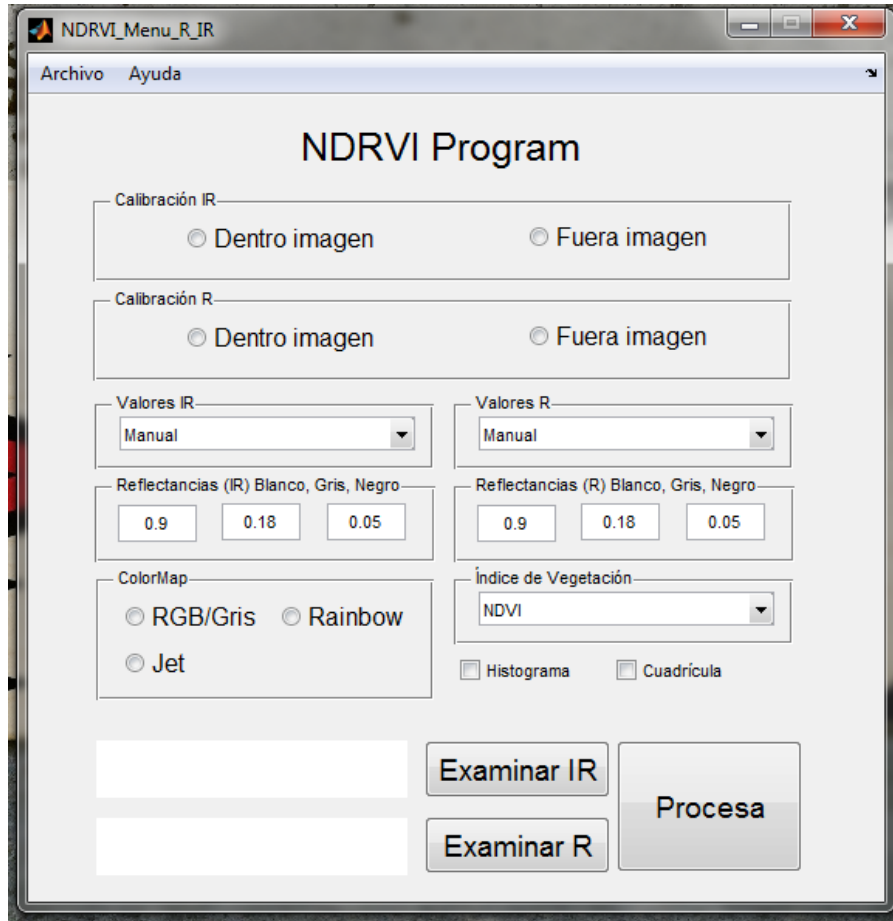 NDRVI_Menu_R_IR
Archivo Ayuda
NDRVI Program
Calibración IR
Dentro imagen Fuera imagen
Calibración R
Dentro imagen Fuera imagen
Valores IR Valores R
Manual Manual
Reflectancias (IR) Blanco, Gris, Negro Reflectancias (R) Blanco, Gris, Negro
0.9 0.18 0.05 0.9 0.18 0.05
ColorMap Índice de Vegetación
RGB/Gris Rainbow NDVI
Jet Histograma Cuadrícula
Examinar IR
Procesa
Examinar R